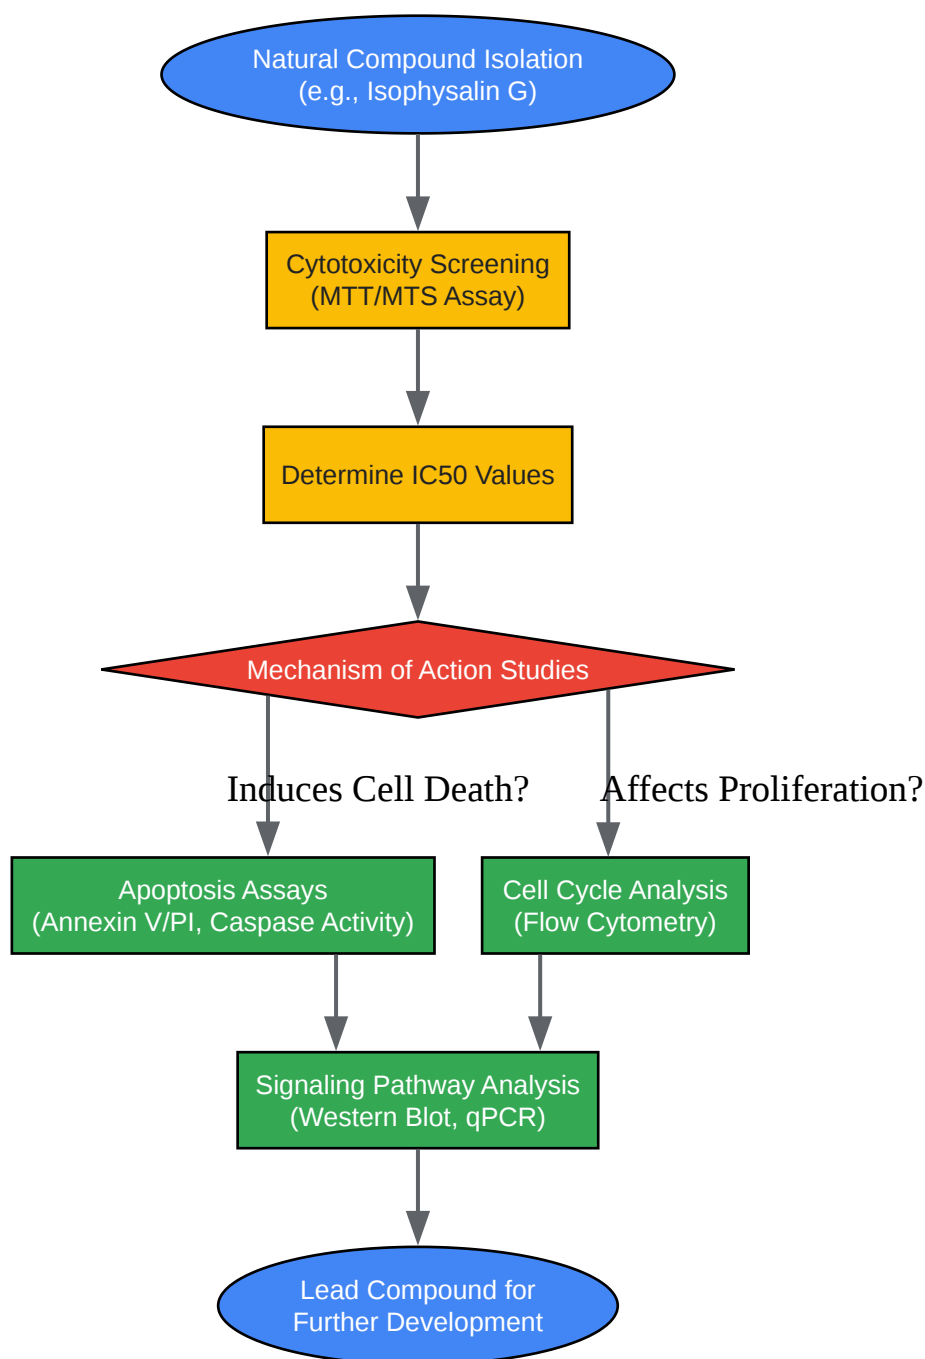 Natural Compound Isolation
(e.g., Isophysalin G)
Cytotoxicity Screening
(MTT/MTS Assay)
Determine IC50 Values
Mechanism of Action Studies
Induces Cell Death?
Affects Proliferation?
Apoptosis Assays
(Annexin V/PI, Caspase Activity)
Cell Cycle Analysis
(Flow Cytometry)
Signaling Pathway Analysis
(Western Blot, qPCR)
Lead Compound for
Further Development